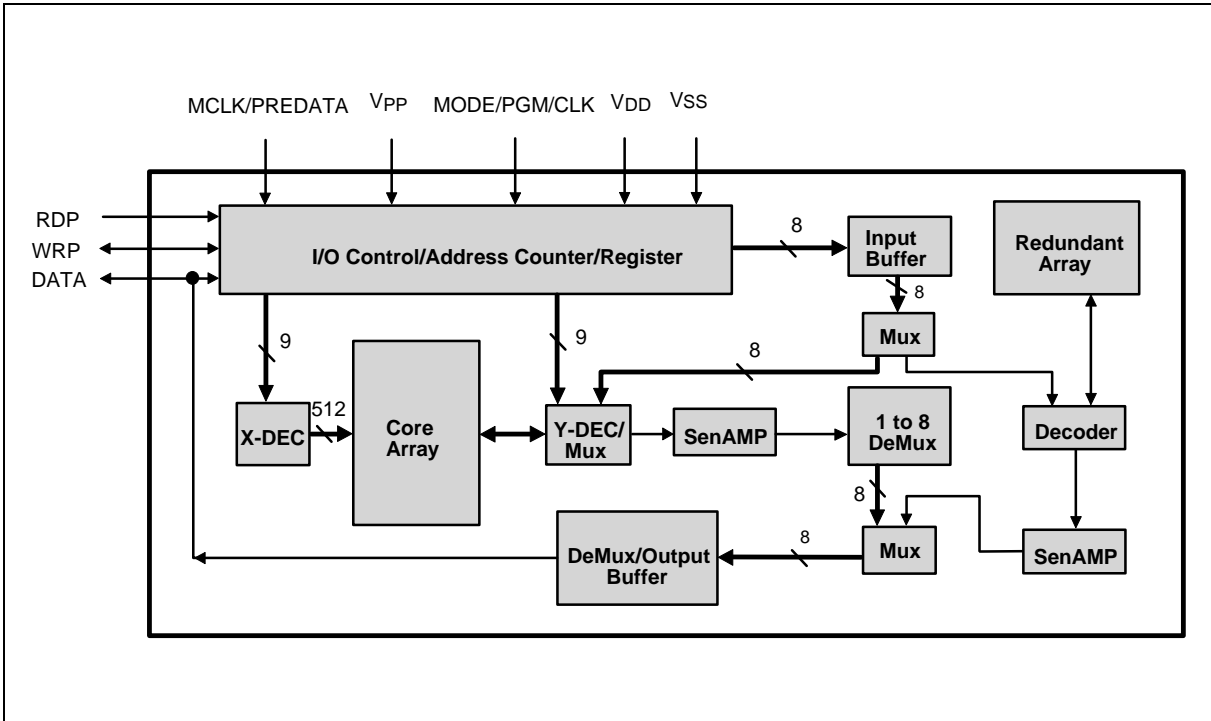 MCLK/PREDATA
VPP
MODE/PGM/CLK
VDD
VSS
RDP
WRP
DATA
I/O Control/Address Counter/Register
8
Input
Buffer
Redundant
Array
8
9
9
8
Mux
512
X-DEC
Core
Array
Y-DEC/
Mux
SenAMP
1 to 8
DeMux
Decoder
8
DeMux/Output
Buffer
8
Mux
SenAMP